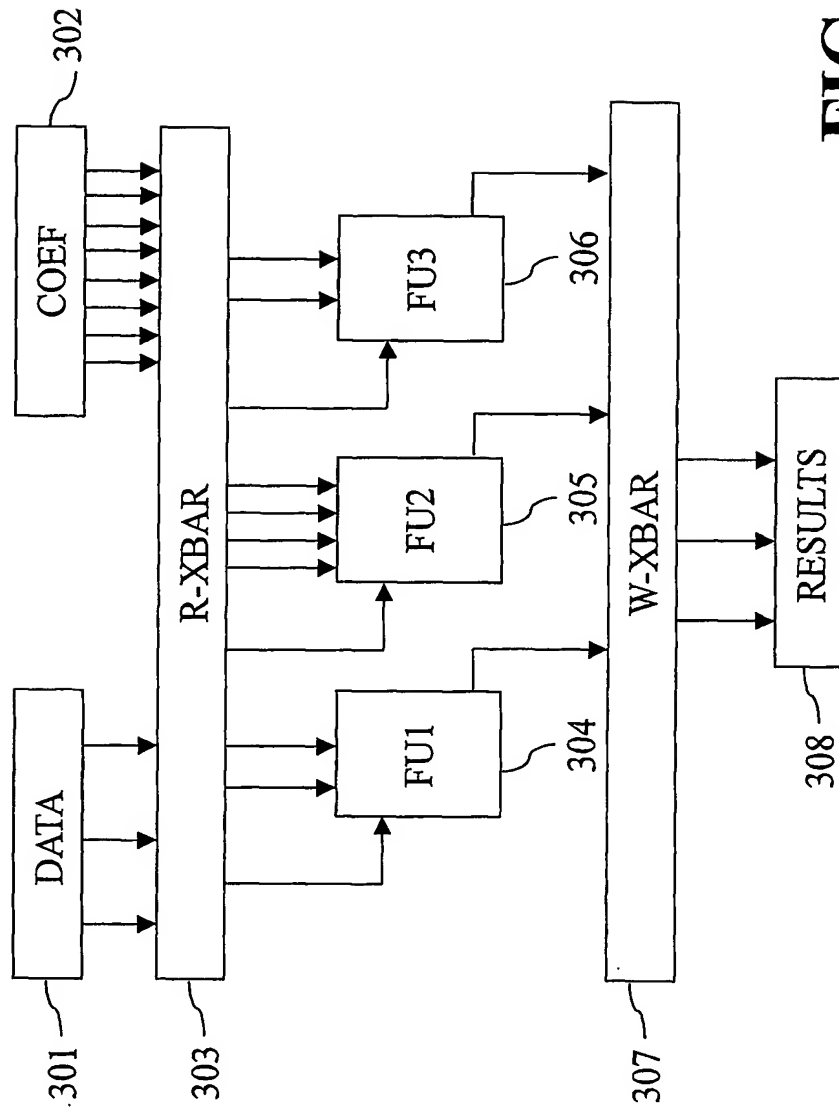 302
COEF
DATA
301
R-XBAR
303
FU1
304
FU2
305
FU3
306
W-XBAR
307
RESULTS
308
FIG